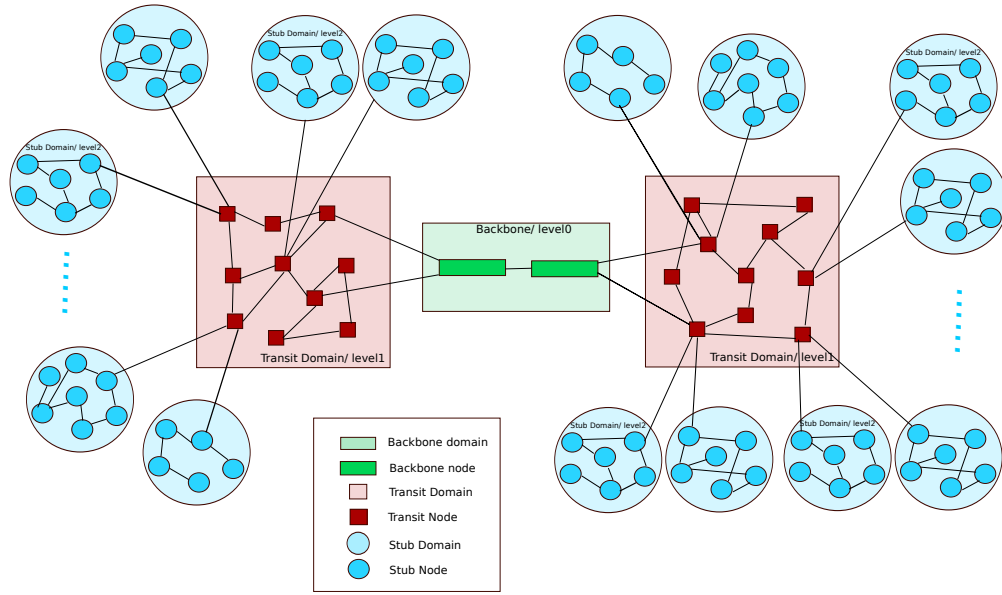 Stub Domain/ level2
Stub Domain/ level2
Stub Domain/ level2
Backbone/ level0
Transit Domain/ level1
Transit Domain/ level1
Stub Domain/ level2
Stub Domain/ level2
Backbone domain
Backbone node
Transit Domain
Transit Node
Stub Domain
Stub Node